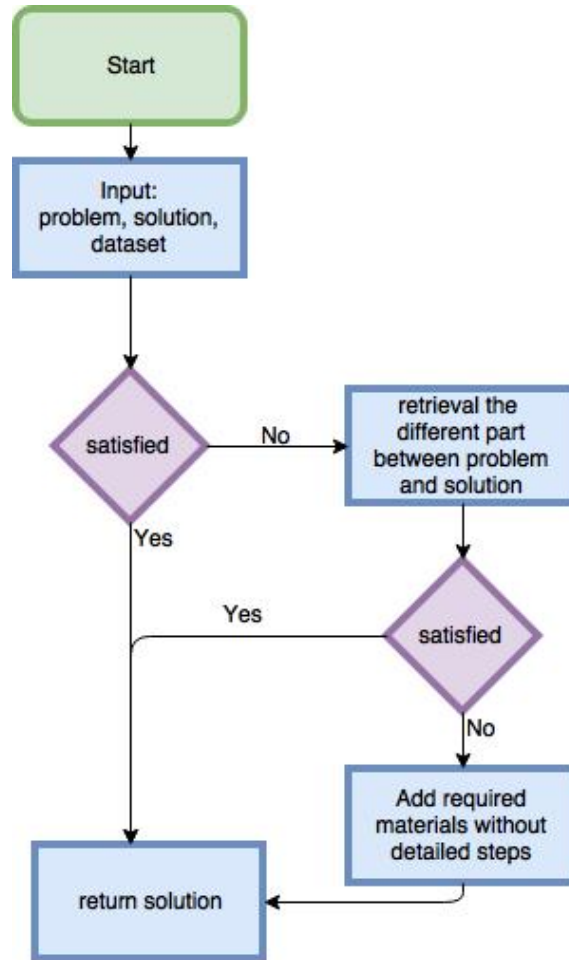 Start
Input:
problem, solution,
dataset
satisfied
No
retrieval the
different part
between problem
and solution
Yes
Yes
satisfied
No
Add required
materials without
detailed steps
return solution